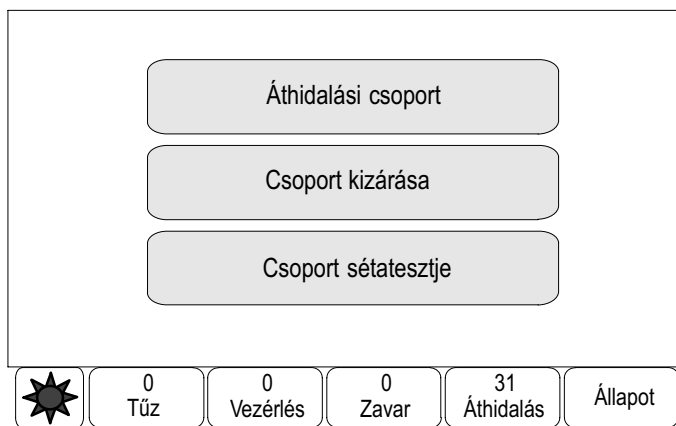 Áthidalási csoport
Csoport kizárása
Csoport sétatesztje
0 0 0 31
Tűz Vezérlés Zavar Áthidalás Állapot